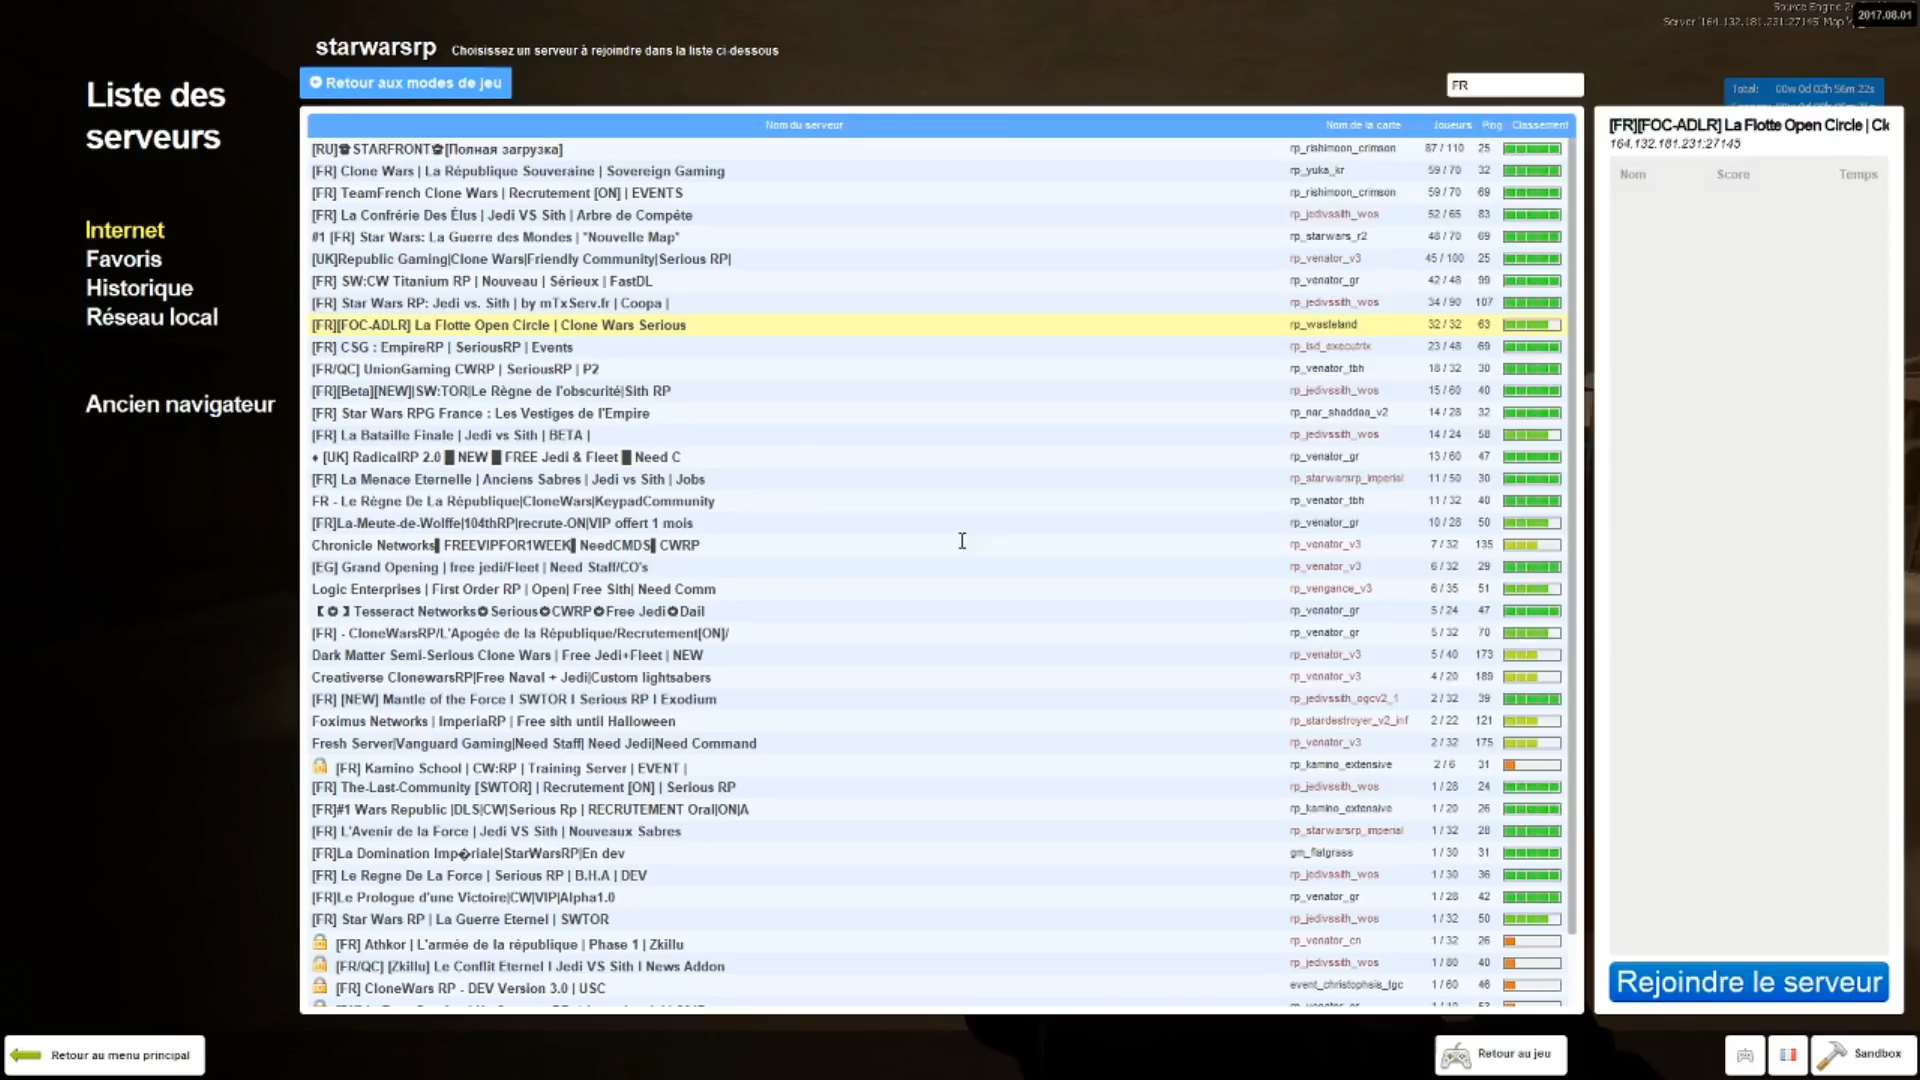 Source Engine
Server 164.132.181.231:27145 Map
2017.08.01
starwarsrp Choisissez un serveur à rejoindre dans la liste ci-dessous
Liste des
serveurs
Retour aux modes de jeu
FR
Total: 00w 0d 02h 56m 22s
Internet
Favoris
Historique
Réseau local
Ancien navigateur
Nom du serveur Nom de la carte Joueurs Ping Classement
[RU]STARFRONT[Полная загрузка] rp_rishimoon_crimson 87 / 110 25
[FR] Clone Wars | La République Souveraine | Sovereign Gaming rp_yuka_kr 59 / 70 32
[FR] TeamFrench Clone Wars | Recrutement [ON] | EVENTS rp_rishimoon_crimson 59 / 70 69
[FR] La Confrérie Des Élus | Jedi VS Sith | Arbre de Compéte rp_jedivssith_wos 52 / 65 83
#1 [FR] Star Wars: La Guerre des Mondes | "Nouvelle Map" rp_starwars_r2 48 / 70 69
[UK]Republic Gaming|Clone Wars|Friendly Community|Serious RP| rp_venator_v3 45 / 100 25
[FR] SW:CW Titanium RP | Nouveau | Sérieux | FastDL rp_venator_gr 42 / 48 99
[FR] Star Wars RP: Jedi vs. Sith | by mTxServ.fr | Coopa | rp_jedivssith_wos 34 / 90 107
[FR][FOC-ADLR] La Flotte Open Circle | Clone Wars Serious rp_wasteland 32 / 32 63
[FR] CSG : EmpireRP | SeriousRP | Events rp_isd_executrix 23 / 48 69
[FR/QC] UnionGaming CWRP | SeriousRP | P2 rp_venator_tbh 18 / 32 30
[FR][Beta][NEW]|SW:TOR|Le Règne de l'obscurité|Sith RP rp_jedivssith_wos 15 / 60 40
[FR] Star Wars RPG France : Les Vestiges de l'Empire rp_nar_shaddaa_v2 14 / 28 32
[FR] La Bataille Finale | Jedi vs Sith | BETA | rp_jedivssith_wos 14 / 24 58
♦ [UK] RadicalRP 2.0 █ NEW █ FREE Jedi & Fleet █ Need C rp_venator_gr 13 / 60 47
[FR] La Menace Eternelle | Anciens Sabres | Jedi vs Sith | Jobs rp_starwarsrp_imperial 11 / 50 30
FR - Le Règne De La République|CloneWars|KeypadCommunity rp_venator_tbh 11 / 32 40
[FR]La-Meute-de-Wolffe|104thRP|recrute-ON|VIP offert 1 mois rp_venator_gr 10 / 28 50
Chronicle Networks▌FREEVIPFOR1WEEK▌NeedCMDS▌CWRP rp_venator_v3 7 / 32 135
[EG] Grand Opening | free jedi/Fleet | Need Staff/CO's rp_venator_v3 6 / 32 29
Logic Enterprises | First Order RP | Open| Free Sith| Need Comm rp_vengance_v3 6 / 35 51
【✪】Tesseract Networks✪Serious✪CWRP✪Free Jedi✪Dail rp_venator_gr 5 / 24 47
[FR] - CloneWarsRP/L'Apogée de la République/Recrutement[ON]/ rp_venator_gr 5 / 32 70
Dark Matter Semi-Serious Clone Wars | Free Jedi+Fleet | NEW rp_venator_v3 5 / 40 173
Creativerse ClonewarsRP|Free Naval + Jedi|Custom lightsabers rp_venator_v3 4 / 20 189
[FR] [NEW] Mantle of the Force I SWTOR I Serious RP I Exodium rp_jedivssith_ogcv2_1 2 / 32 39
Foximus Networks | ImperiaRP | Free sith until Halloween rp_stardestroyer_v2_inf 2 / 22 121
Fresh Server|Vanguard Gaming|Need Staff| Need Jedi|Need Command rp_venator_v3 2 / 32 175
[FR] Kamino School | CW:RP | Training Server | EVENT | rp_kamino_extensive 2 / 6 31
[FR] The-Last-Community [SWTOR] | Recrutement [ON] | Serious RP rp_jedivssith_wos 1 / 28 24
[FR]#1 Wars Republic |DLS|CW|Serious Rp | RECRUTEMENT Oral|ON|A rp_kamino_extensive 1 / 20 26
[FR] L'Avenir de la Force | Jedi VS Sith | Nouveaux Sabres rp_starwarsrp_imperial 1 / 32 28
[FR]La Domination Imp�riale|StarWarsRP|En dev gm_flatgrass 1 / 30 31
[FR] Le Regne De La Force | Serious RP | B.H.A | DEV rp_jedivssith_wos 1 / 30 36
[FR]Le Prologue d'une Victoire|CW|VIP|Alpha1.0 rp_venator_gr 1 / 28 42
[FR] Star Wars RP | La Guerre Eternel | SWTOR rp_jedivssith_wos 1 / 32 50
[FR] Athkor | L'armée de la république | Phase 1 | Zkillu rp_venator_cn 1 / 32 26
[FR/QC] [Zkillu] Le Conflit Eternel I Jedi VS Sith I News Addon rp_jedivssith_wos 1 / 80 40
[FR] CloneWars RP - DEV Version 3.0 | USC event_christophsis_lgc 1 / 60 46
[FR][FOC-ADLR] La Flotte Open Circle | Clo
164.132.181.231:27145
Nom Score Temps
Rejoindre le serveur
Retour au menu principal
Retour au jeu
Sandbox